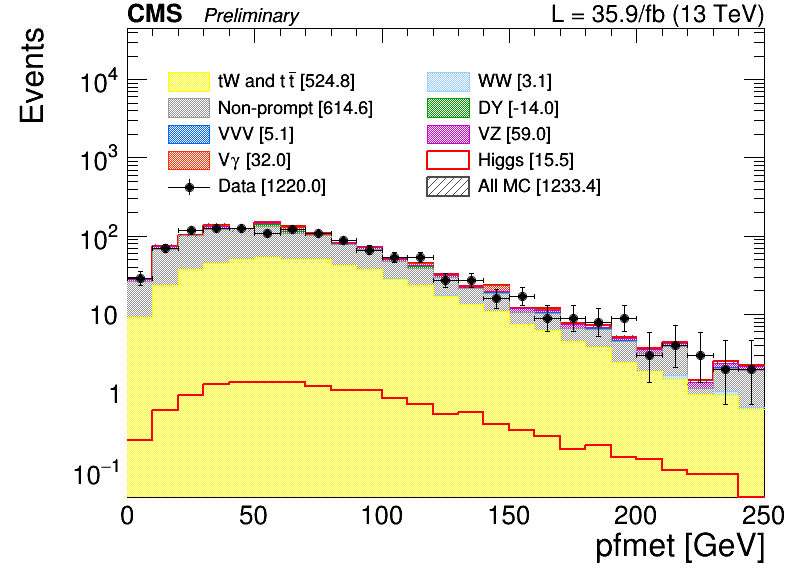 CMS Preliminary L = 35.9/fb (13 TeV)
Events
10⁴
10³
10²
10
1
10⁻¹
tW and t t̅ [524.8]
Non-prompt [614.6]
VVV [5.1]
Vγ [32.0]
Data [1220.0]
WW [3.1]
DY [-14.0]
VZ [59.0]
Higgs [15.5]
All MC [1233.4]
0 50 100 150 200 250
pfmet [GeV]